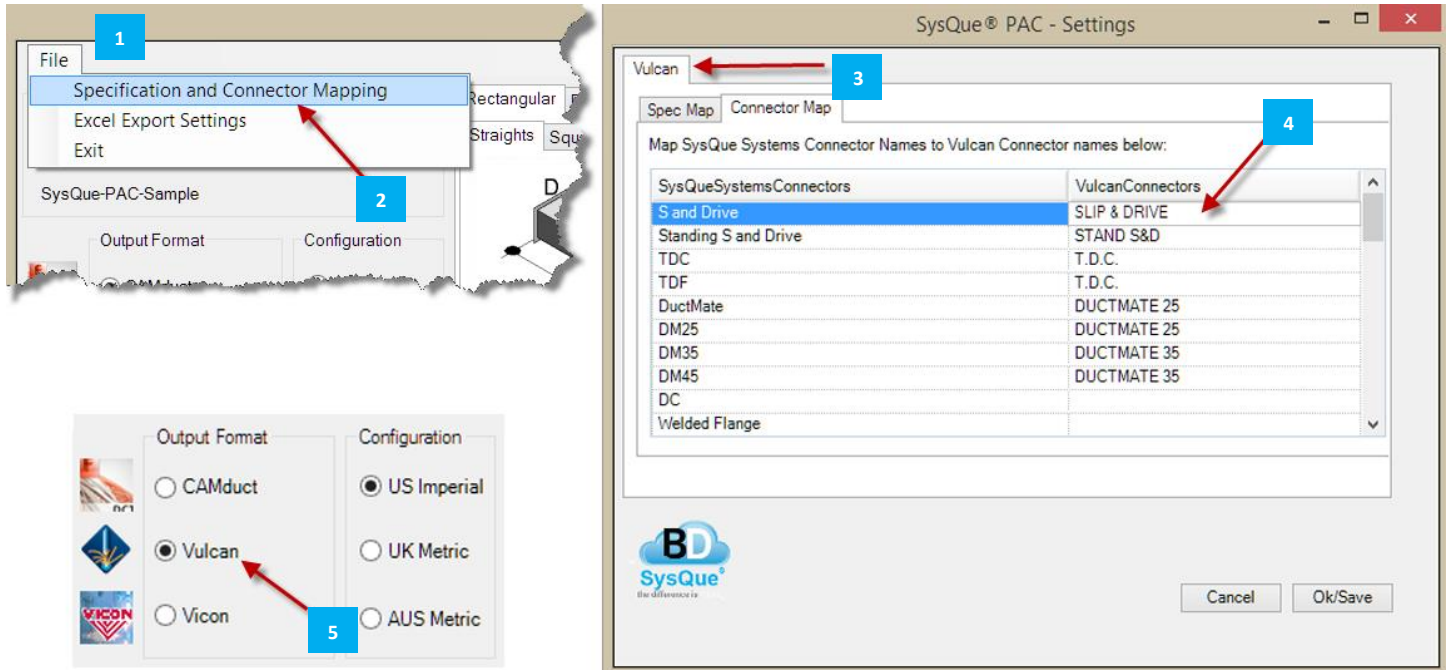 1
File
Specification and Connector Mapping
Excel Export Settings
Exit
Rectangular
Straights Squ
SysQue-PAC-Sample
2
D
Output Format
Configuration
SysQue® PAC - Settings
Vulcan
3
Spec Map
Connector Map
4
Map SysQue Systems Connector Names to Vulcan Connector names below:
SysQueSystemsConnectors VulcanConnectors
S and Drive SLIP & DRIVE
Standing S and Drive STAND S&D
TDC T.D.C.
TDF T.D.C.
DuctMate DUCTMATE 25
DM25 DUCTMATE 25
DM35 DUCTMATE 35
DM45 DUCTMATE 35
DC
Welded Flange
BD
SysQue®
the difference is
Cancel
Ok/Save
Output Format
Configuration
CAMduct
US Imperial
Vulcan
UK Metric
VICON
Vicon
5
AUS Metric